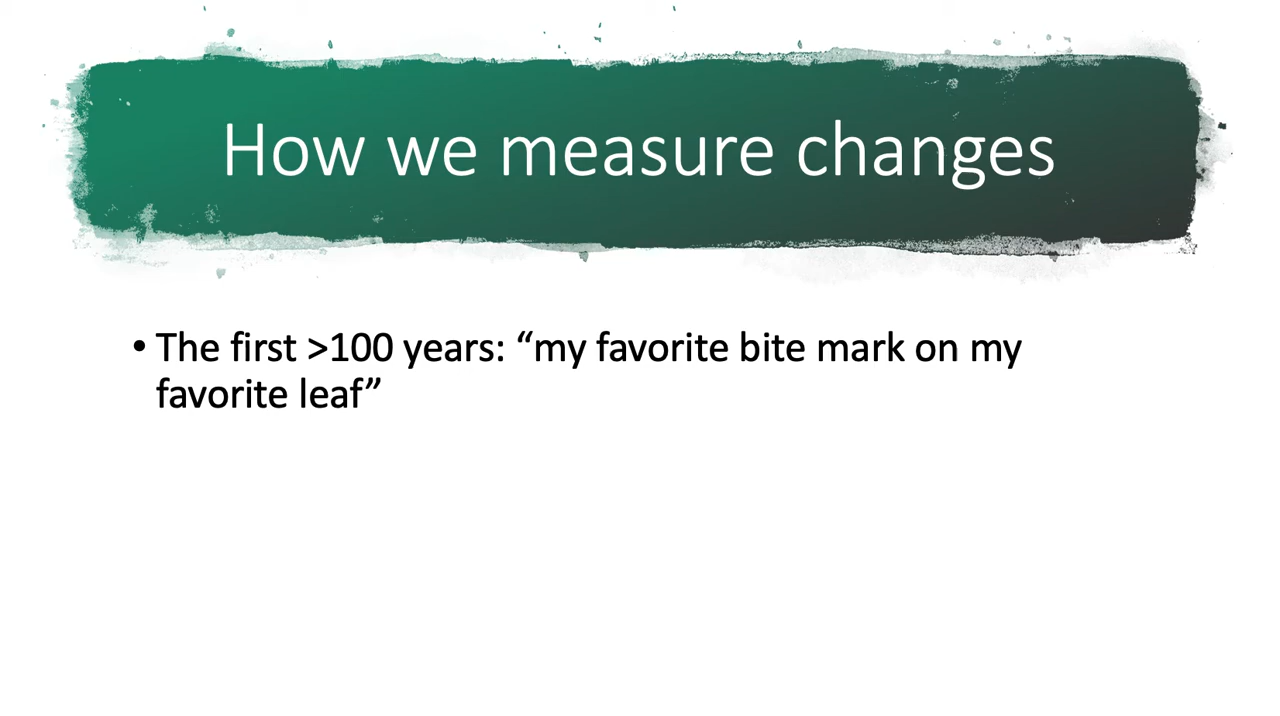 How we measure changes
• The first >100 years: “my favorite bite mark on my
favorite leaf”